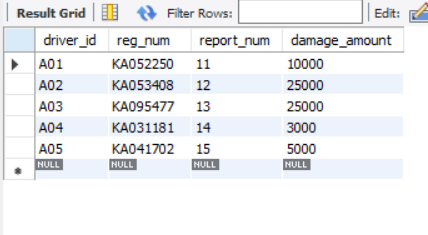 Result Grid Filter Rows: Edit:
driver_id reg_num report_num damage_amount
A01 KA052250 11 10000
A02 KA053408 12 25000
A03 KA095477 13 25000
A04 KA031181 14 3000
A05 KA041702 15 5000
NULL NULL NULL NULL